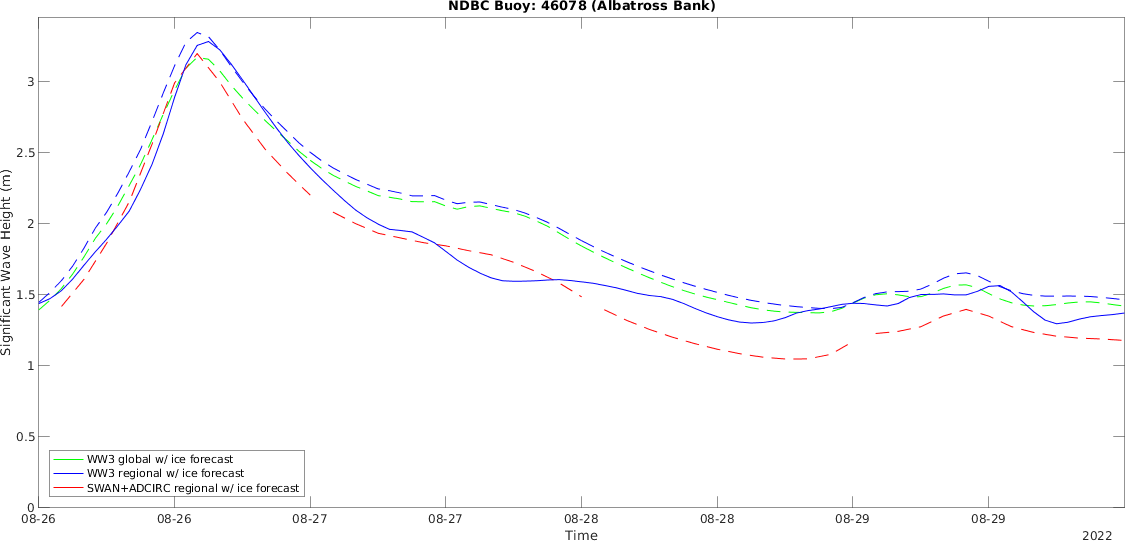 NDBC Buoy: 46078 (Albatross Bank)
Significant Wave Height (m)
3
2.5
2
1.5
1
0.5
0
WW3 global w/ ice forecast
WW3 regional w/ ice forecast
SWAN+ADCIRC regional w/ ice forecast
08-26 08-26 08-27 08-27 08-28 08-28 08-29 08-29
Time
2022